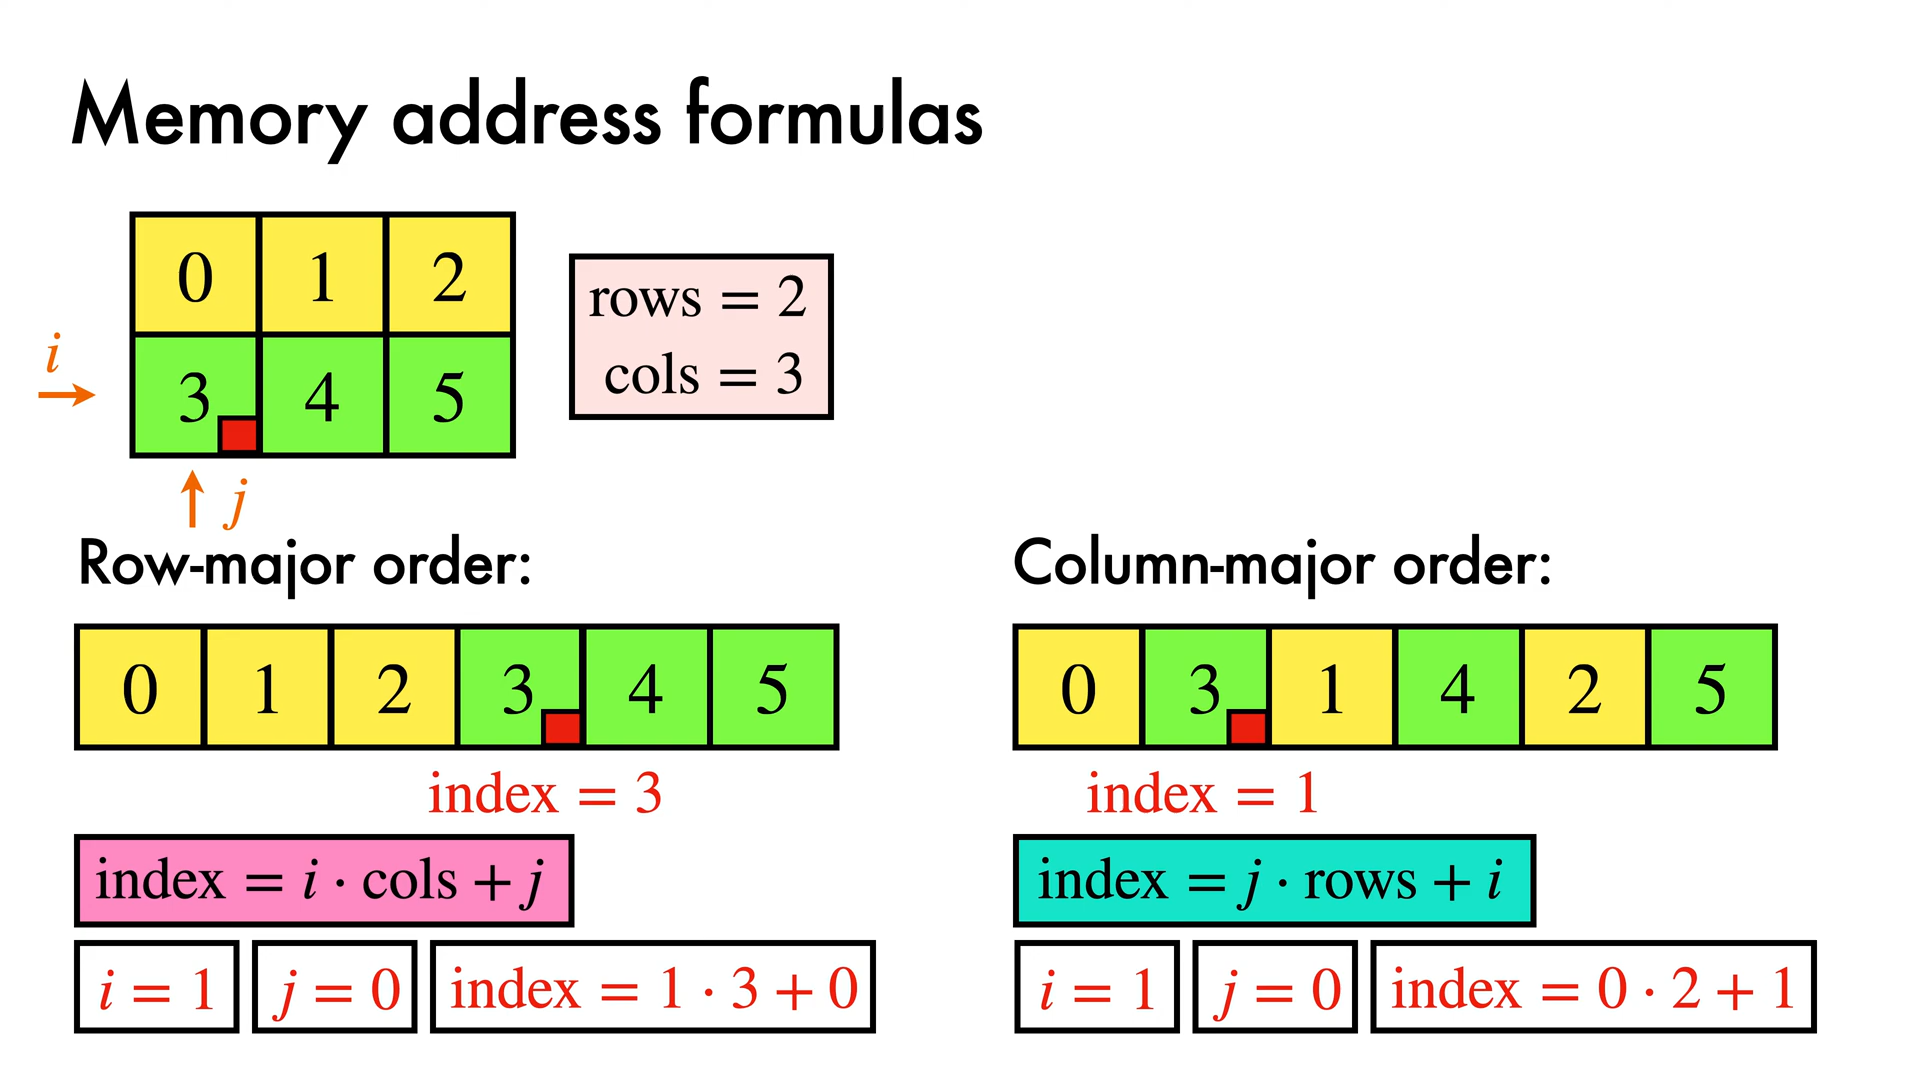 Memory address formulas
0 1 2
3 4 5
i
j
rows = 2
cols = 3
Row-major order:
0 1 2 3 4 5
index = 3
index = i · cols + j
i = 1
j = 0
index = 1 · 3 + 0
Column-major order:
0 3 1 4 2 5
index = 1
index = j · rows + i
i = 1
j = 0
index = 0 · 2 + 1